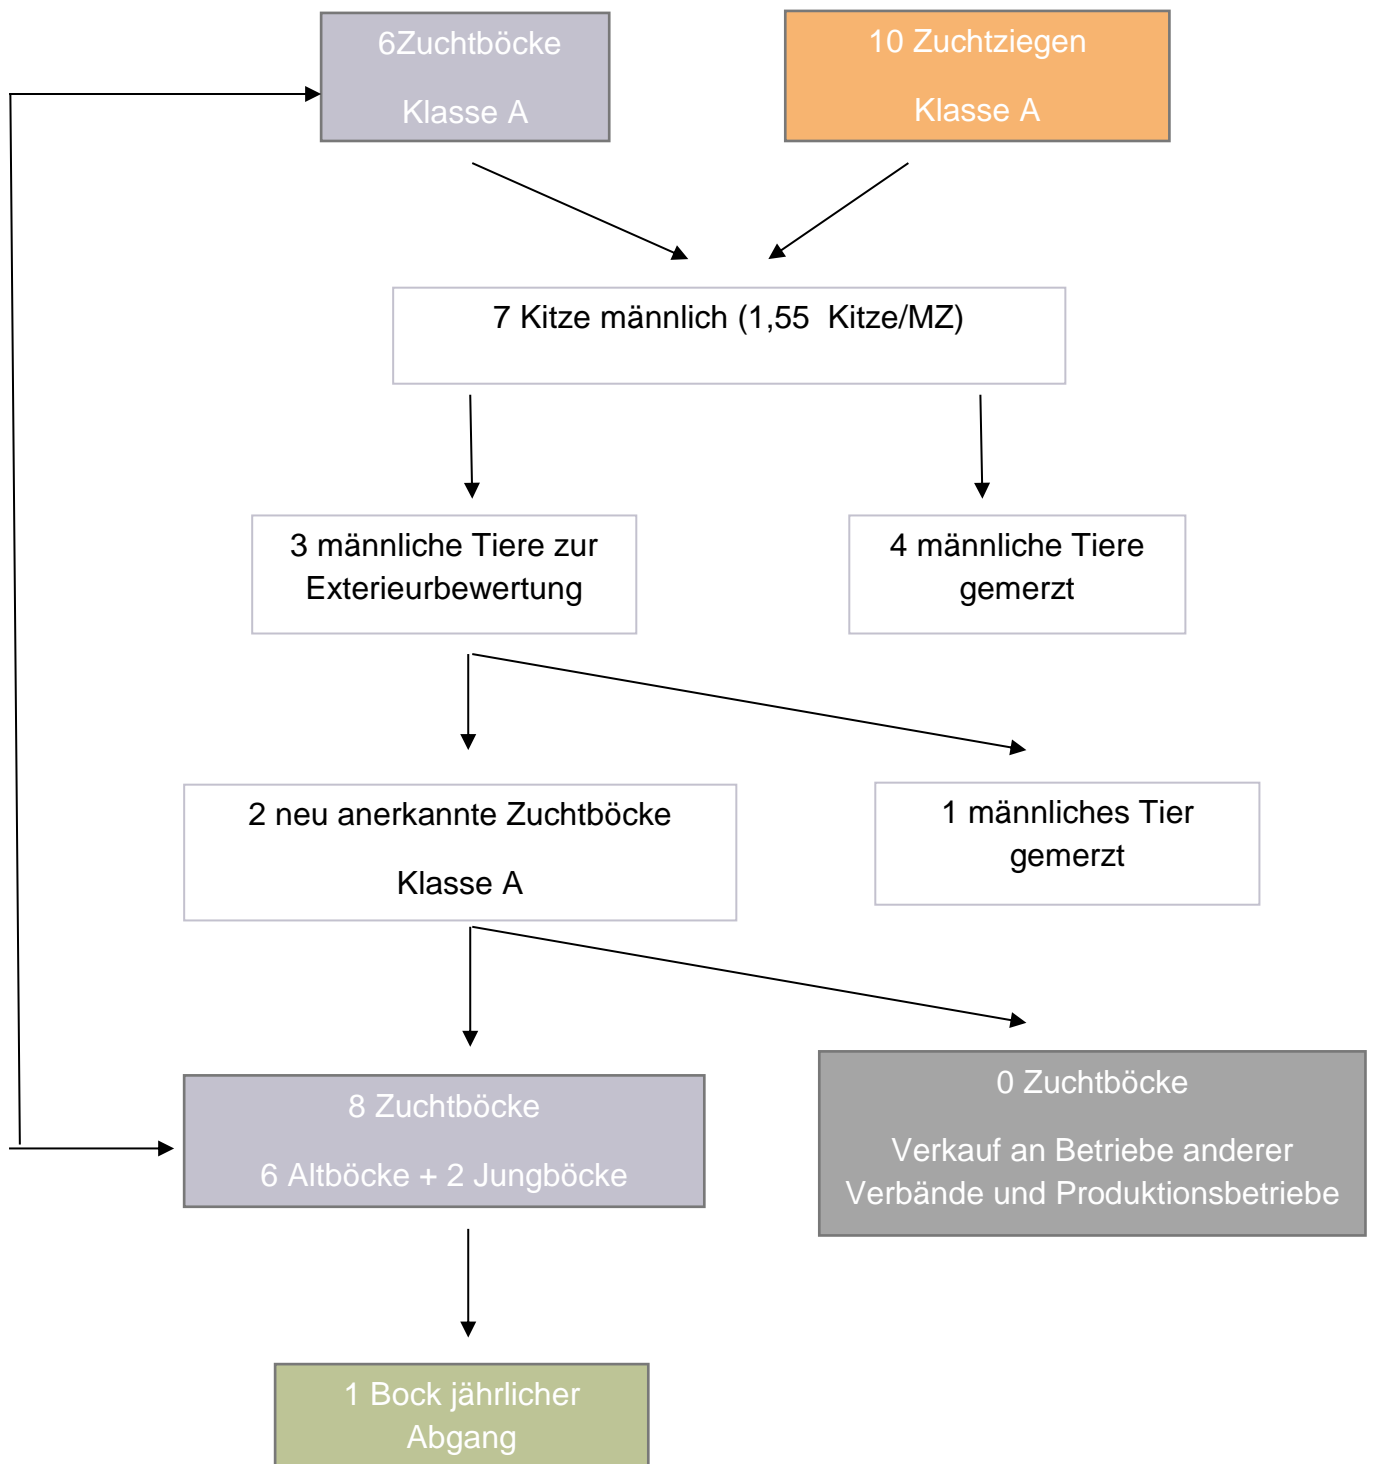 6Zuchtböcke
Klasse A
10 Zuchtziegen
Klasse A
7 Kitze männlich (1,55  Kitze/MZ)
3 männliche Tiere zur
Exterieurbewertung
4 männliche Tiere
gemerzt
2 neu anerkannte Zuchtböcke
Klasse A
1 männliches Tier
gemerzt
8 Zuchtböcke
6 Altböcke + 2 Jungböcke
0 Zuchtböcke
Verkauf an Betriebe anderer
Verbände und Produktionsbetriebe
1 Bock jährlicher
Abgang